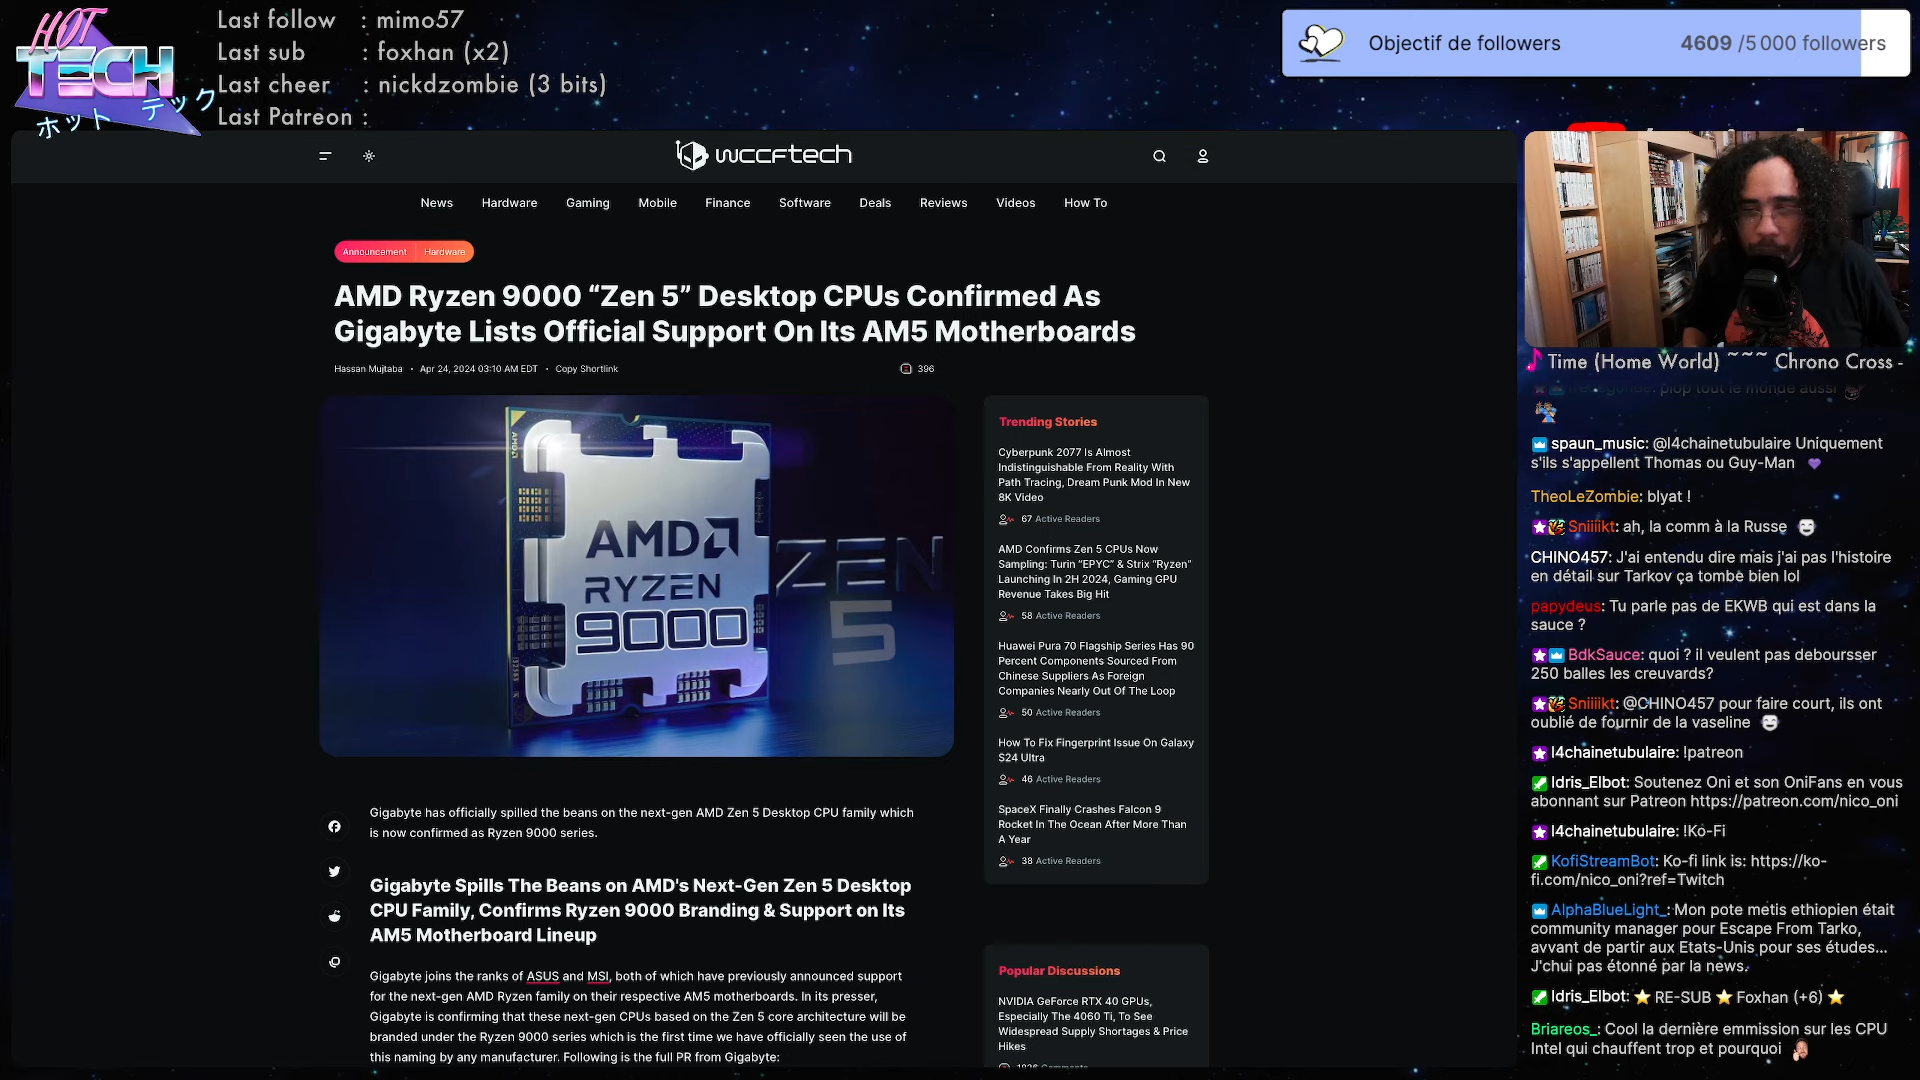 HOT
TECH
ホット テック
Last follow : mimo57
Last sub : foxhan (x2)
Last cheer : nickdzombie (3 bits)
Last Patreon :
Objectif de followers 4609 /5 000 followers
wccftech
News Hardware Gaming Mobile Finance Software Deals Reviews Videos How To
Announcement Hardware
AMD Ryzen 9000 “Zen 5” Desktop CPUs Confirmed As
Gigabyte Lists Official Support On Its AM5 Motherboards
Hassan Mujtaba • Apr 24, 2024 03:10 AM EDT • Copy Shortlink 396
AMD
AMD
RYZEN
9000
ZEN
5
Gigabyte has officially spilled the beans on the next-gen AMD Zen 5 Desktop CPU family which
is now confirmed as Ryzen 9000 series.
Gigabyte Spills The Beans on AMD's Next-Gen Zen 5 Desktop
CPU Family, Confirms Ryzen 9000 Branding & Support on Its
AM5 Motherboard Lineup
Gigabyte joins the ranks of ASUS and MSI, both of which have previously announced support
for the next-gen AMD Ryzen family on their respective AM5 motherboards. In its presser,
Gigabyte is confirming that these next-gen CPUs based on the Zen 5 core architecture will be
branded under the Ryzen 9000 series which is the first time we have officially seen the use of
this naming by any manufacturer. Following is the full PR from Gigabyte:
Trending Stories
Cyberpunk 2077 Is Almost
Indistinguishable From Reality With
Path Tracing, Dream Punk Mod In New
8K Video
67 Active Readers
AMD Confirms Zen 5 CPUs Now
Sampling: Turin “EPYC” & Strix “Ryzen”
Launching In 2H 2024, Gaming GPU
Revenue Takes Big Hit
58 Active Readers
Huawei Pura 70 Flagship Series Has 90
Percent Components Sourced From
Chinese Suppliers As Foreign
Companies Nearly Out Of The Loop
50 Active Readers
How To Fix Fingerprint Issue On Galaxy
S24 Ultra
46 Active Readers
SpaceX Finally Crashes Falcon 9
Rocket In The Ocean After More Than
A Year
38 Active Readers
Popular Discussions
NVIDIA GeForce RTX 40 GPUs,
Especially The 4060 Ti, To See
Widespread Supply Shortages & Price
Hikes
Time (Home World) ~~~ Chrono Cross -
plop tout le monde aussi
spaun_music: @l4chainetubulaire Uniquement
s'ils s'appellent Thomas ou Guy-Man
TheoLeZombie: blyat !
Sniiiikt: ah, la comm à la Russe
CHINO457: J'ai entendu dire mais j'ai pas l'histoire
en détail sur Tarkov ça tombe bien lol
papydeus: Tu parle pas de EKWB qui est dans la
sauce ?
BdkSauce: quoi ? il veulent pas deboursser
250 balles les creuvards?
Sniiiikt: @CHINO457 pour faire court, ils ont
oublié de fournir de la vaseline
l4chainetubulaire: !patreon
Idris_Elbot: Soutenez Oni et son OniFans en vous
abonnant sur Patreon https://patreon.com/nico_oni
l4chainetubulaire: !Ko-Fi
KofiStreamBot: Ko-fi link is: https://ko-
fi.com/nico_oni?ref=Twitch
AlphaBlueLight_: Mon pote metis ethiopien était
community manager pour Escape From Tarko,
avvant de partir aux Etats-Unis pour ses études...
J'chui pas étonné par la news.
Idris_Elbot: ⭐ RE-SUB ⭐ Foxhan (+6) ⭐
Briareos_: Cool la dernière emmission sur les CPU
Intel qui chauffent trop et pourquoi